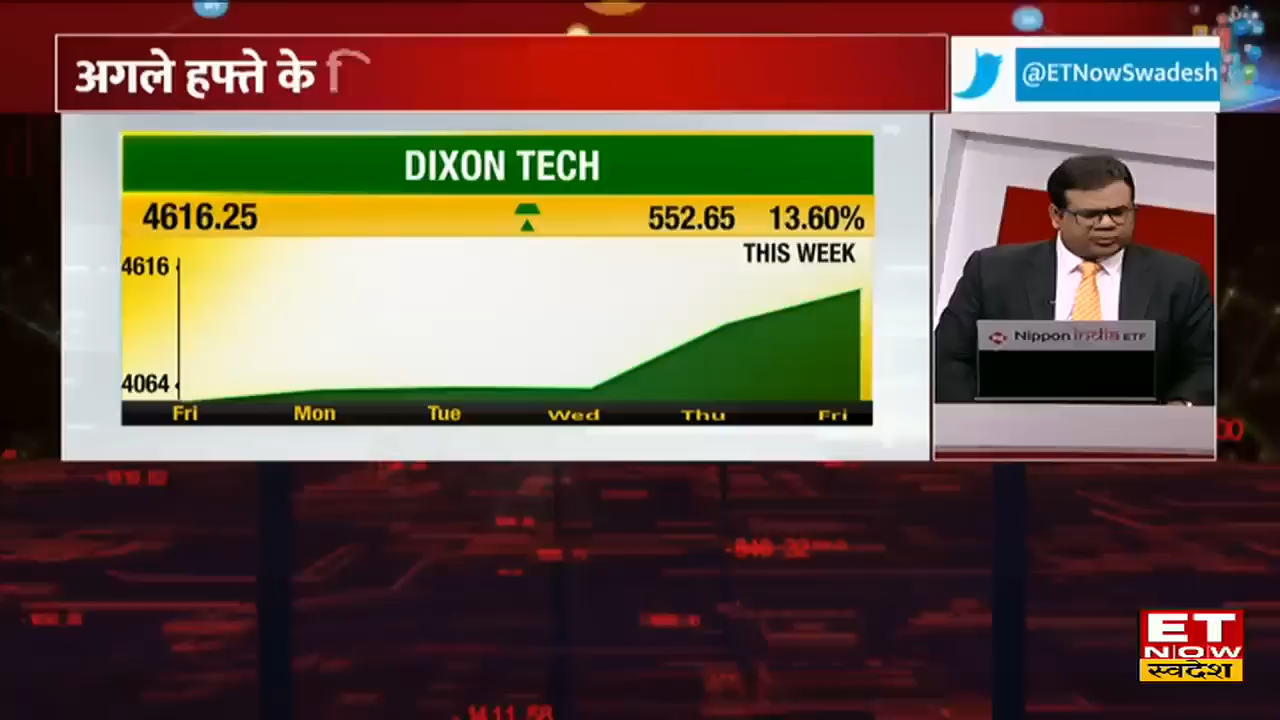 अगले हफ्ते के
@ETNowSwadesh
DIXON TECH
4616.25 552.65 13.60%
THIS WEEK
4616
4064
Fri Mon Tue Wed Thu Fri
Nippon india ETF
ET
NOW
स्वदेश